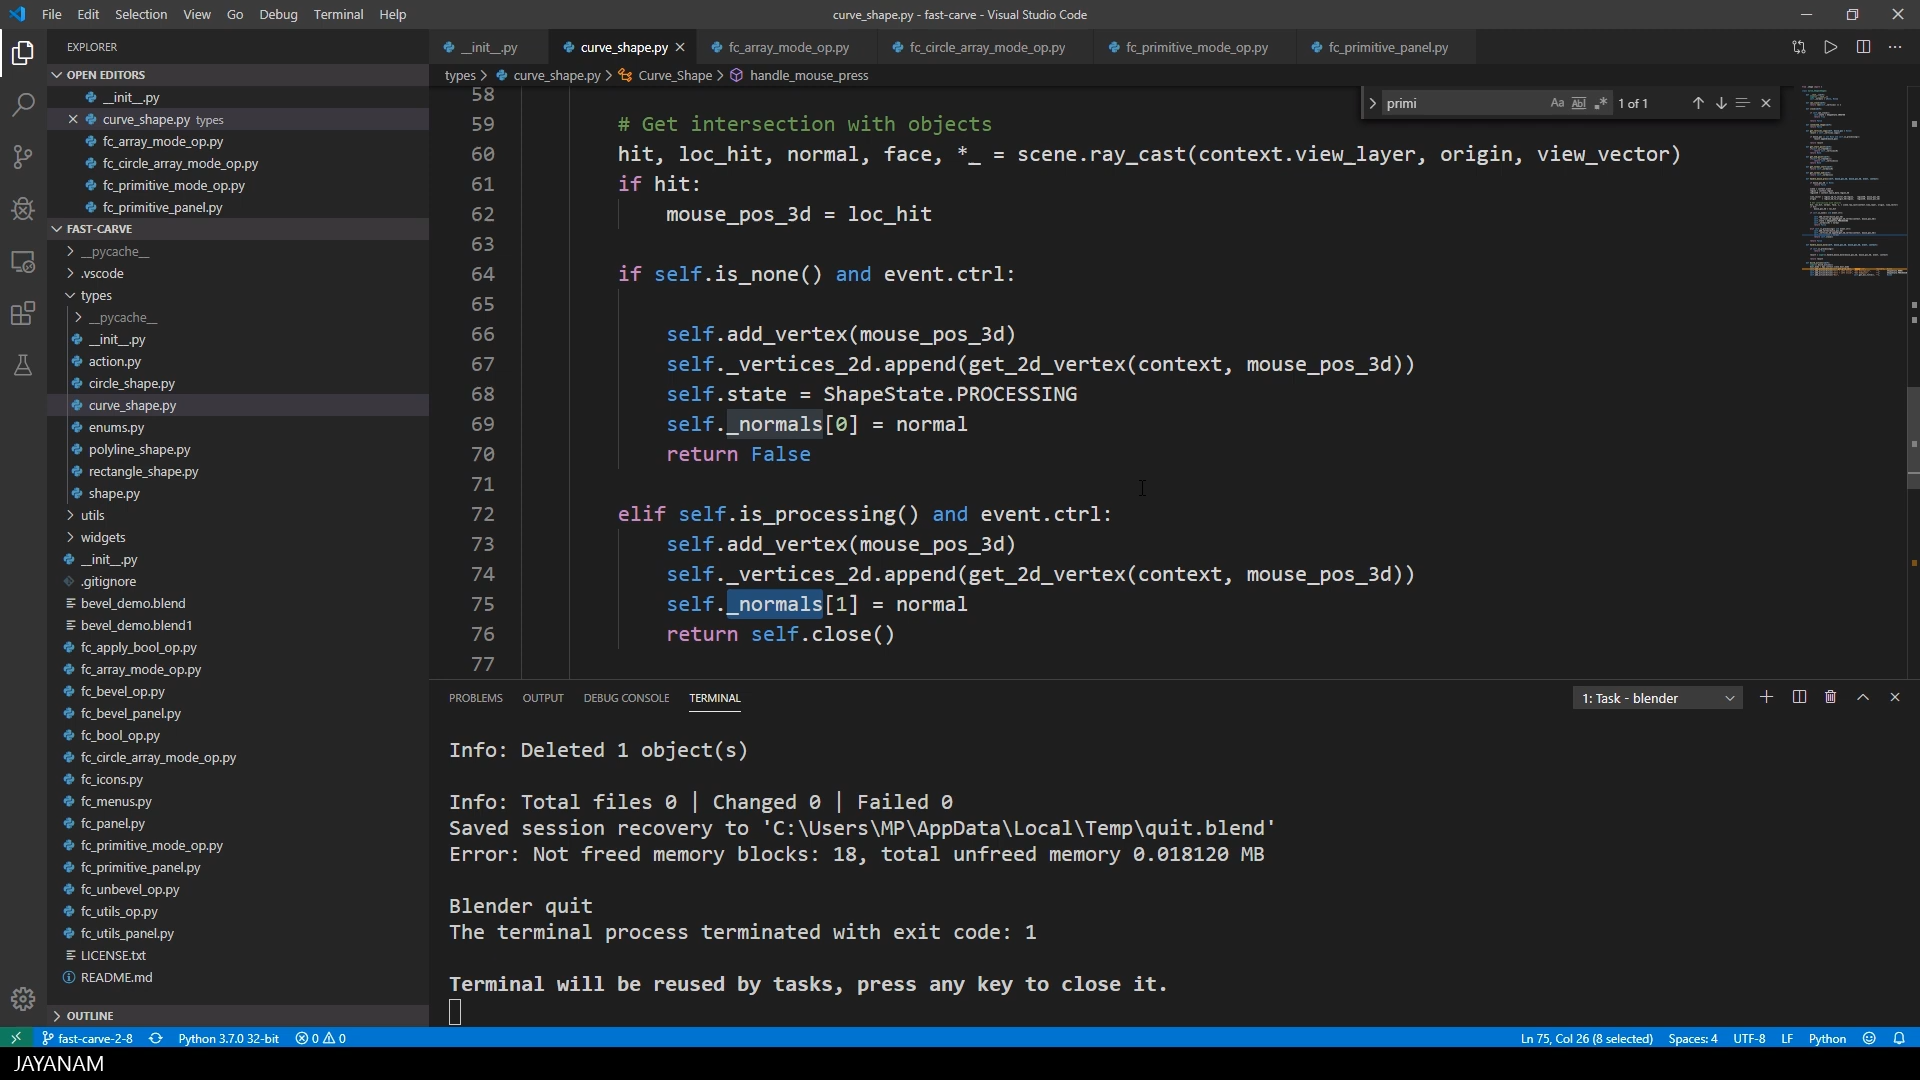 File Edit Selection View Go Debug Terminal Help
curve_shape.py - fast-carve - Visual Studio Code
EXPLORER
OPEN EDITORS
__init__.py
curve_shape.py types
fc_array_mode_op.py
fc_circle_array_mode_op.py
fc_primitive_mode_op.py
fc_primitive_panel.py
FAST-CARVE
__pycache__
.vscode
types
__pycache__
__init__.py
action.py
circle_shape.py
curve_shape.py
enums.py
polyline_shape.py
rectangle_shape.py
shape.py
utils
widgets
__init__.py
.gitignore
bevel_demo.blend
bevel_demo.blend1
fc_apply_bool_op.py
fc_array_mode_op.py
fc_bevel_op.py
fc_bevel_panel.py
fc_bool_op.py
fc_circle_array_mode_op.py
fc_icons.py
fc_menus.py
fc_panel.py
fc_primitive_mode_op.py
fc_primitive_panel.py
fc_unbevel_op.py
fc_utils_op.py
fc_utils_panel.py
LICENSE.txt
README.md
OUTLINE
__init__.py curve_shape.py fc_array_mode_op.py fc_circle_array_mode_op.py fc_primitive_mode_op.py fc_primitive_panel.py
types > curve_shape.py > Curve_Shape > handle_mouse_press
primi Aa Abl .* 1 of 1
58
59 # Get intersection with objects
60 hit, loc_hit, normal, face, *_ = scene.ray_cast(context.view_layer, origin, view_vector)
61 if hit:
62 mouse_pos_3d = loc_hit
63
64 if self.is_none() and event.ctrl:
65
66 self.add_vertex(mouse_pos_3d)
67 self._vertices_2d.append(get_2d_vertex(context, mouse_pos_3d))
68 self.state = ShapeState.PROCESSING
69 self._normals[0] = normal
70 return False
71
72 elif self.is_processing() and event.ctrl:
73 self.add_vertex(mouse_pos_3d)
74 self._vertices_2d.append(get_2d_vertex(context, mouse_pos_3d))
75 self._normals[1] = normal
76 return self.close()
77
PROBLEMS OUTPUT DEBUG CONSOLE TERMINAL
1: Task - blender
Info: Deleted 1 object(s)
Info: Total files 0 | Changed 0 | Failed 0
Saved session recovery to 'C:\Users\MP\AppData\Local\Temp\quit.blend'
Error: Not freed memory blocks: 18, total unfreed memory 0.018120 MB
Blender quit
The terminal process terminated with exit code: 1
Terminal will be reused by tasks, press any key to close it.
fast-carve-2-8 Python 3.7.0 32-bit 0 0
Ln 75, Col 26 (8 selected) Spaces: 4 UTF-8 LF Python
JAYANAM